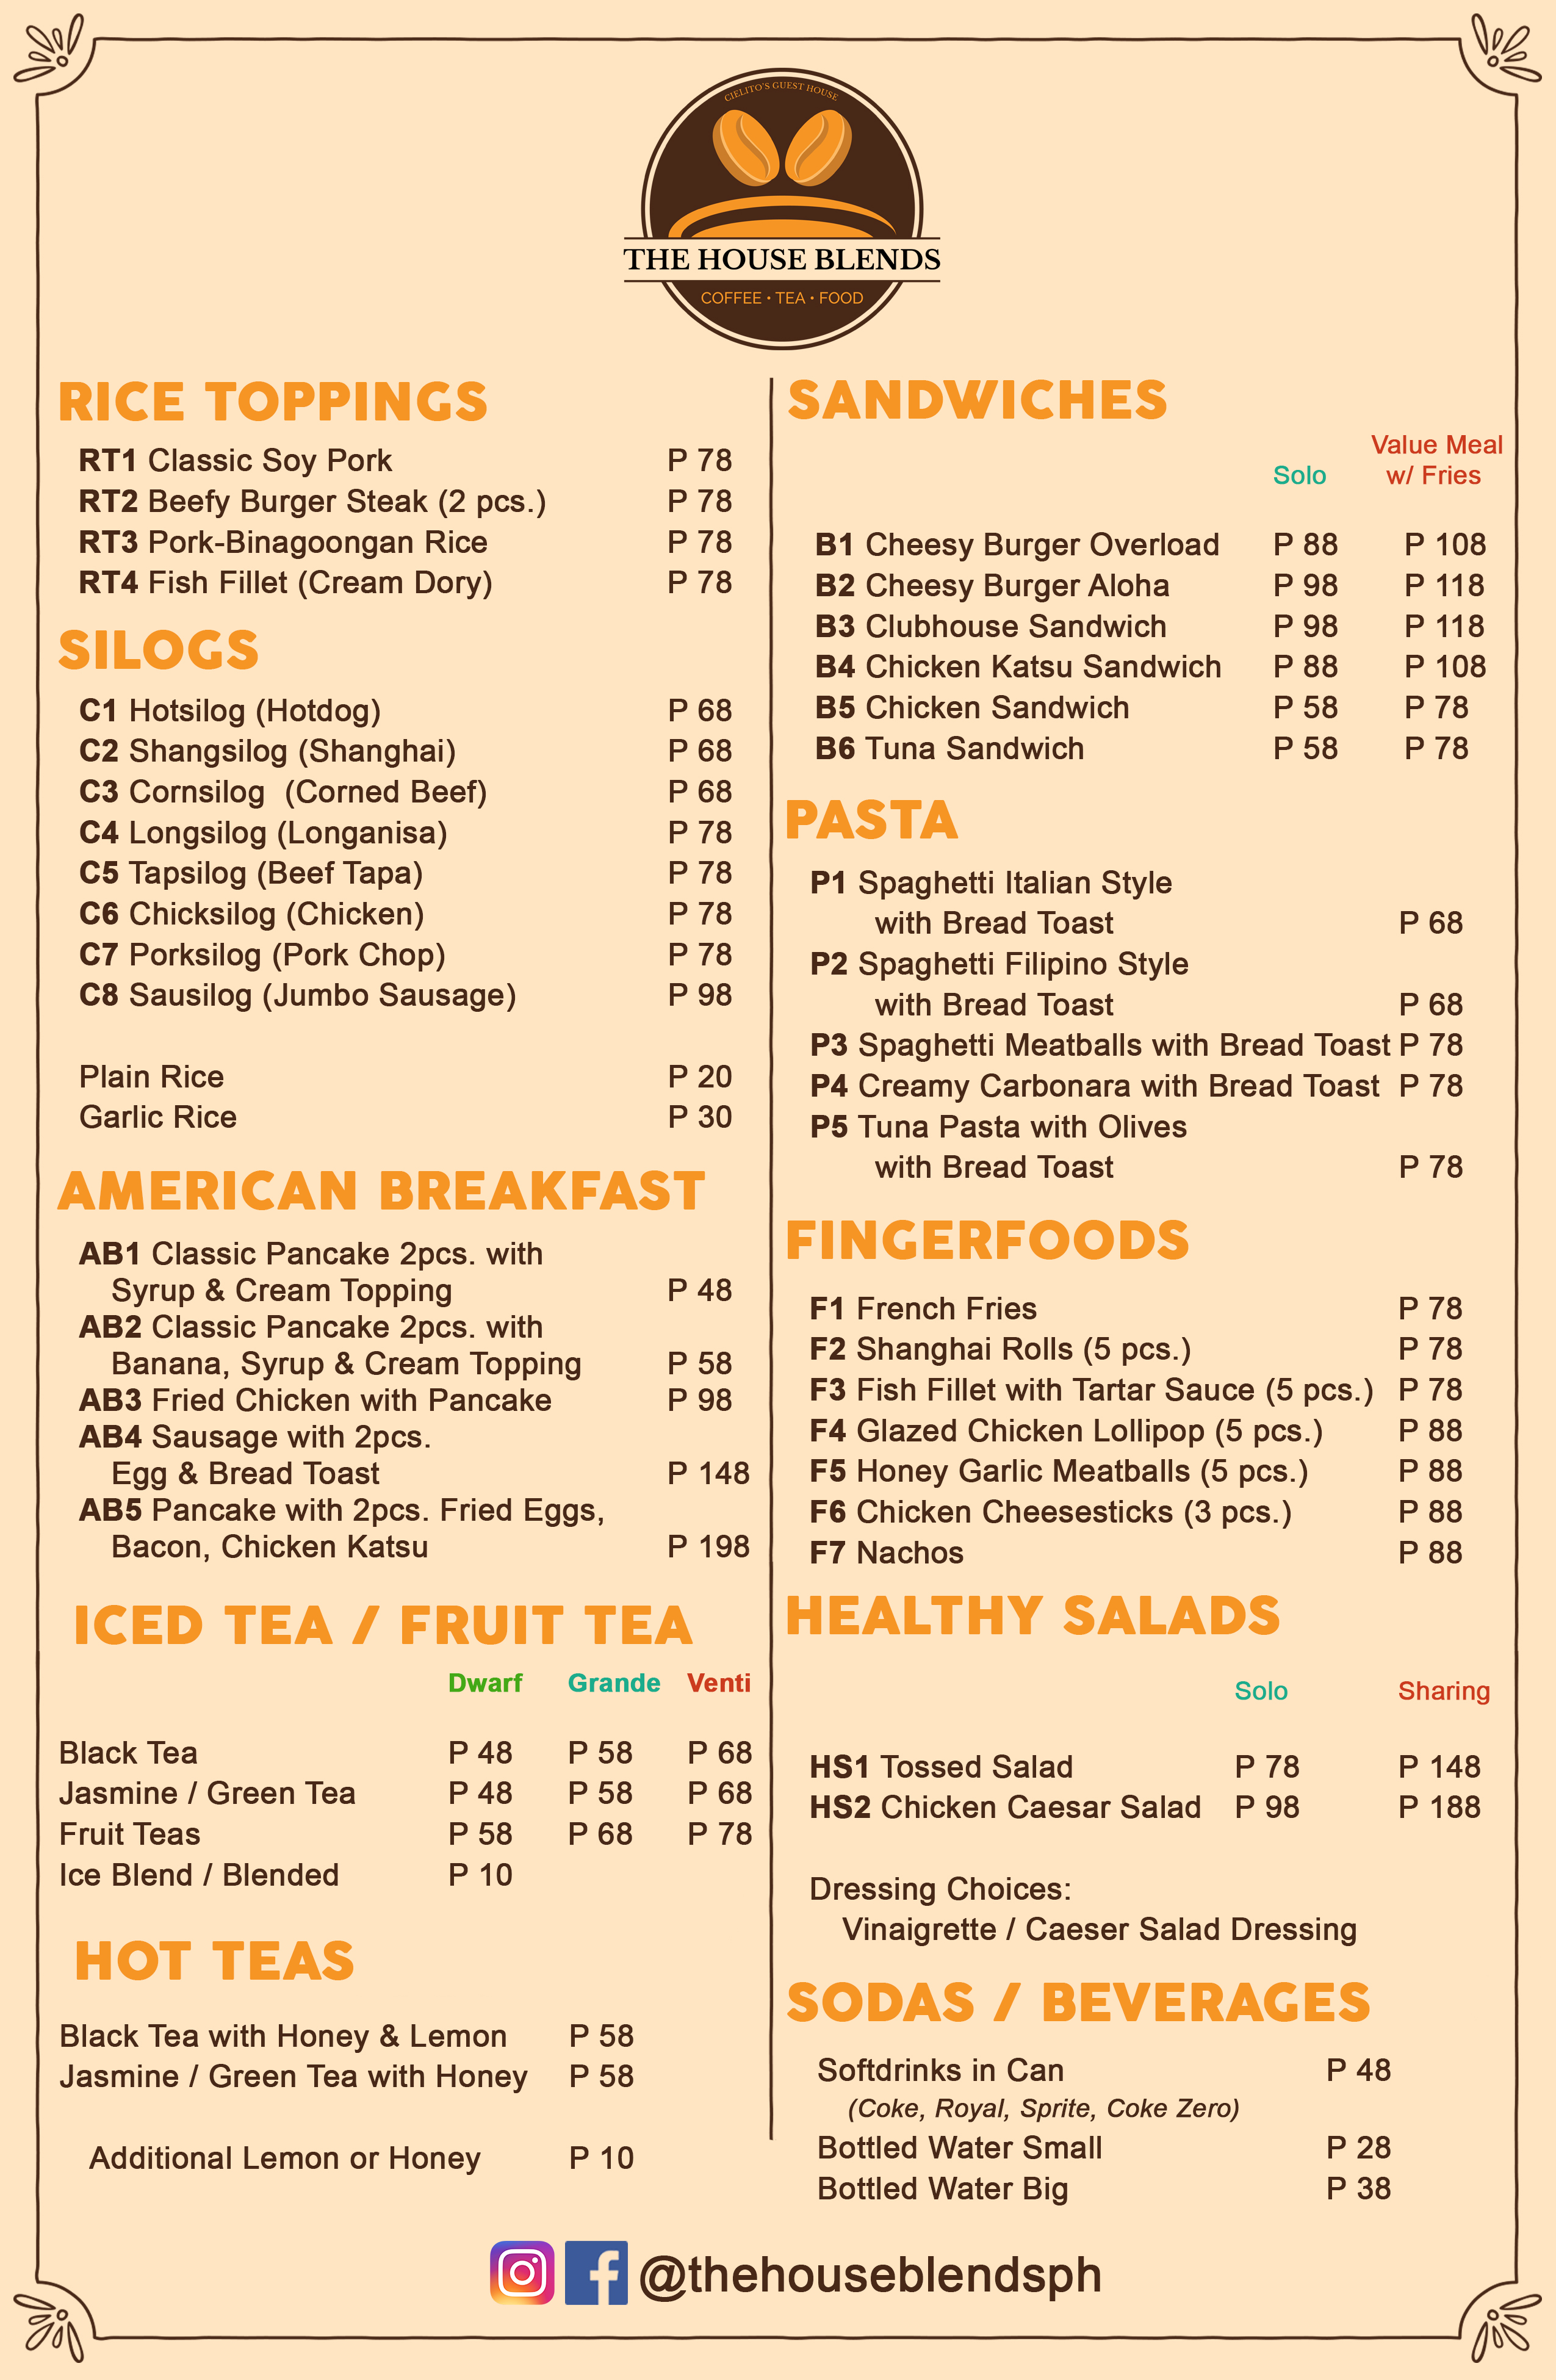 CIELITO'S GUEST HOUSE
THE HOUSE BLENDS
COFFEE • TEA • FOOD
RICE TOPPINGS
RT1 Classic Soy Pork P 78
RT2 Beefy Burger Steak (2 pcs.) P 78
RT3 Pork-Binagoongan Rice P 78
RT4 Fish Fillet (Cream Dory) P 78
SILOGS
C1 Hotsilog (Hotdog) P 68
C2 Shangsilog (Shanghai) P 68
C3 Cornsilog (Corned Beef) P 68
C4 Longsilog (Longanisa) P 78
C5 Tapsilog (Beef Tapa) P 78
C6 Chicksilog (Chicken) P 78
C7 Porksilog (Pork Chop) P 78
C8 Sausilog (Jumbo Sausage) P 98
Plain Rice P 20
Garlic Rice P 30
AMERICAN BREAKFAST
AB1 Classic Pancake 2pcs. with
Syrup & Cream Topping P 48
AB2 Classic Pancake 2pcs. with
Banana, Syrup & Cream Topping P 58
AB3 Fried Chicken with Pancake P 98
AB4 Sausage with 2pcs.
Egg & Bread Toast P 148
AB5 Pancake with 2pcs. Fried Eggs,
Bacon, Chicken Katsu P 198
ICED TEA / FRUIT TEA
Dwarf Grande Venti
Black Tea P 48 P 58 P 68
Jasmine / Green Tea P 48 P 58 P 68
Fruit Teas P 58 P 68 P 78
Ice Blend / Blended P 10
HOT TEAS
Black Tea with Honey & Lemon P 58
Jasmine / Green Tea with Honey P 58
Additional Lemon or Honey P 10
SANDWICHES
Value Meal
Solo w/ Fries
B1 Cheesy Burger Overload P 88 P 108
B2 Cheesy Burger Aloha P 98 P 118
B3 Clubhouse Sandwich P 98 P 118
B4 Chicken Katsu Sandwich P 88 P 108
B5 Chicken Sandwich P 58 P 78
B6 Tuna Sandwich P 58 P 78
PASTA
P1 Spaghetti Italian Style
with Bread Toast P 68
P2 Spaghetti Filipino Style
with Bread Toast P 68
P3 Spaghetti Meatballs with Bread Toast P 78
P4 Creamy Carbonara with Bread Toast P 78
P5 Tuna Pasta with Olives
with Bread Toast P 78
FINGERFOODS
F1 French Fries P 78
F2 Shanghai Rolls (5 pcs.) P 78
F3 Fish Fillet with Tartar Sauce (5 pcs.) P 78
F4 Glazed Chicken Lollipop (5 pcs.) P 88
F5 Honey Garlic Meatballs (5 pcs.) P 88
F6 Chicken Cheesesticks (3 pcs.) P 88
F7 Nachos P 88
HEALTHY SALADS
Solo Sharing
HS1 Tossed Salad P 78 P 148
HS2 Chicken Caesar Salad P 98 P 188
Dressing Choices:
Vinaigrette / Caeser Salad Dressing
SODAS / BEVERAGES
Softdrinks in Can P 48
(Coke, Royal, Sprite, Coke Zero)
Bottled Water Small P 28
Bottled Water Big P 38
@thehouseblendsph